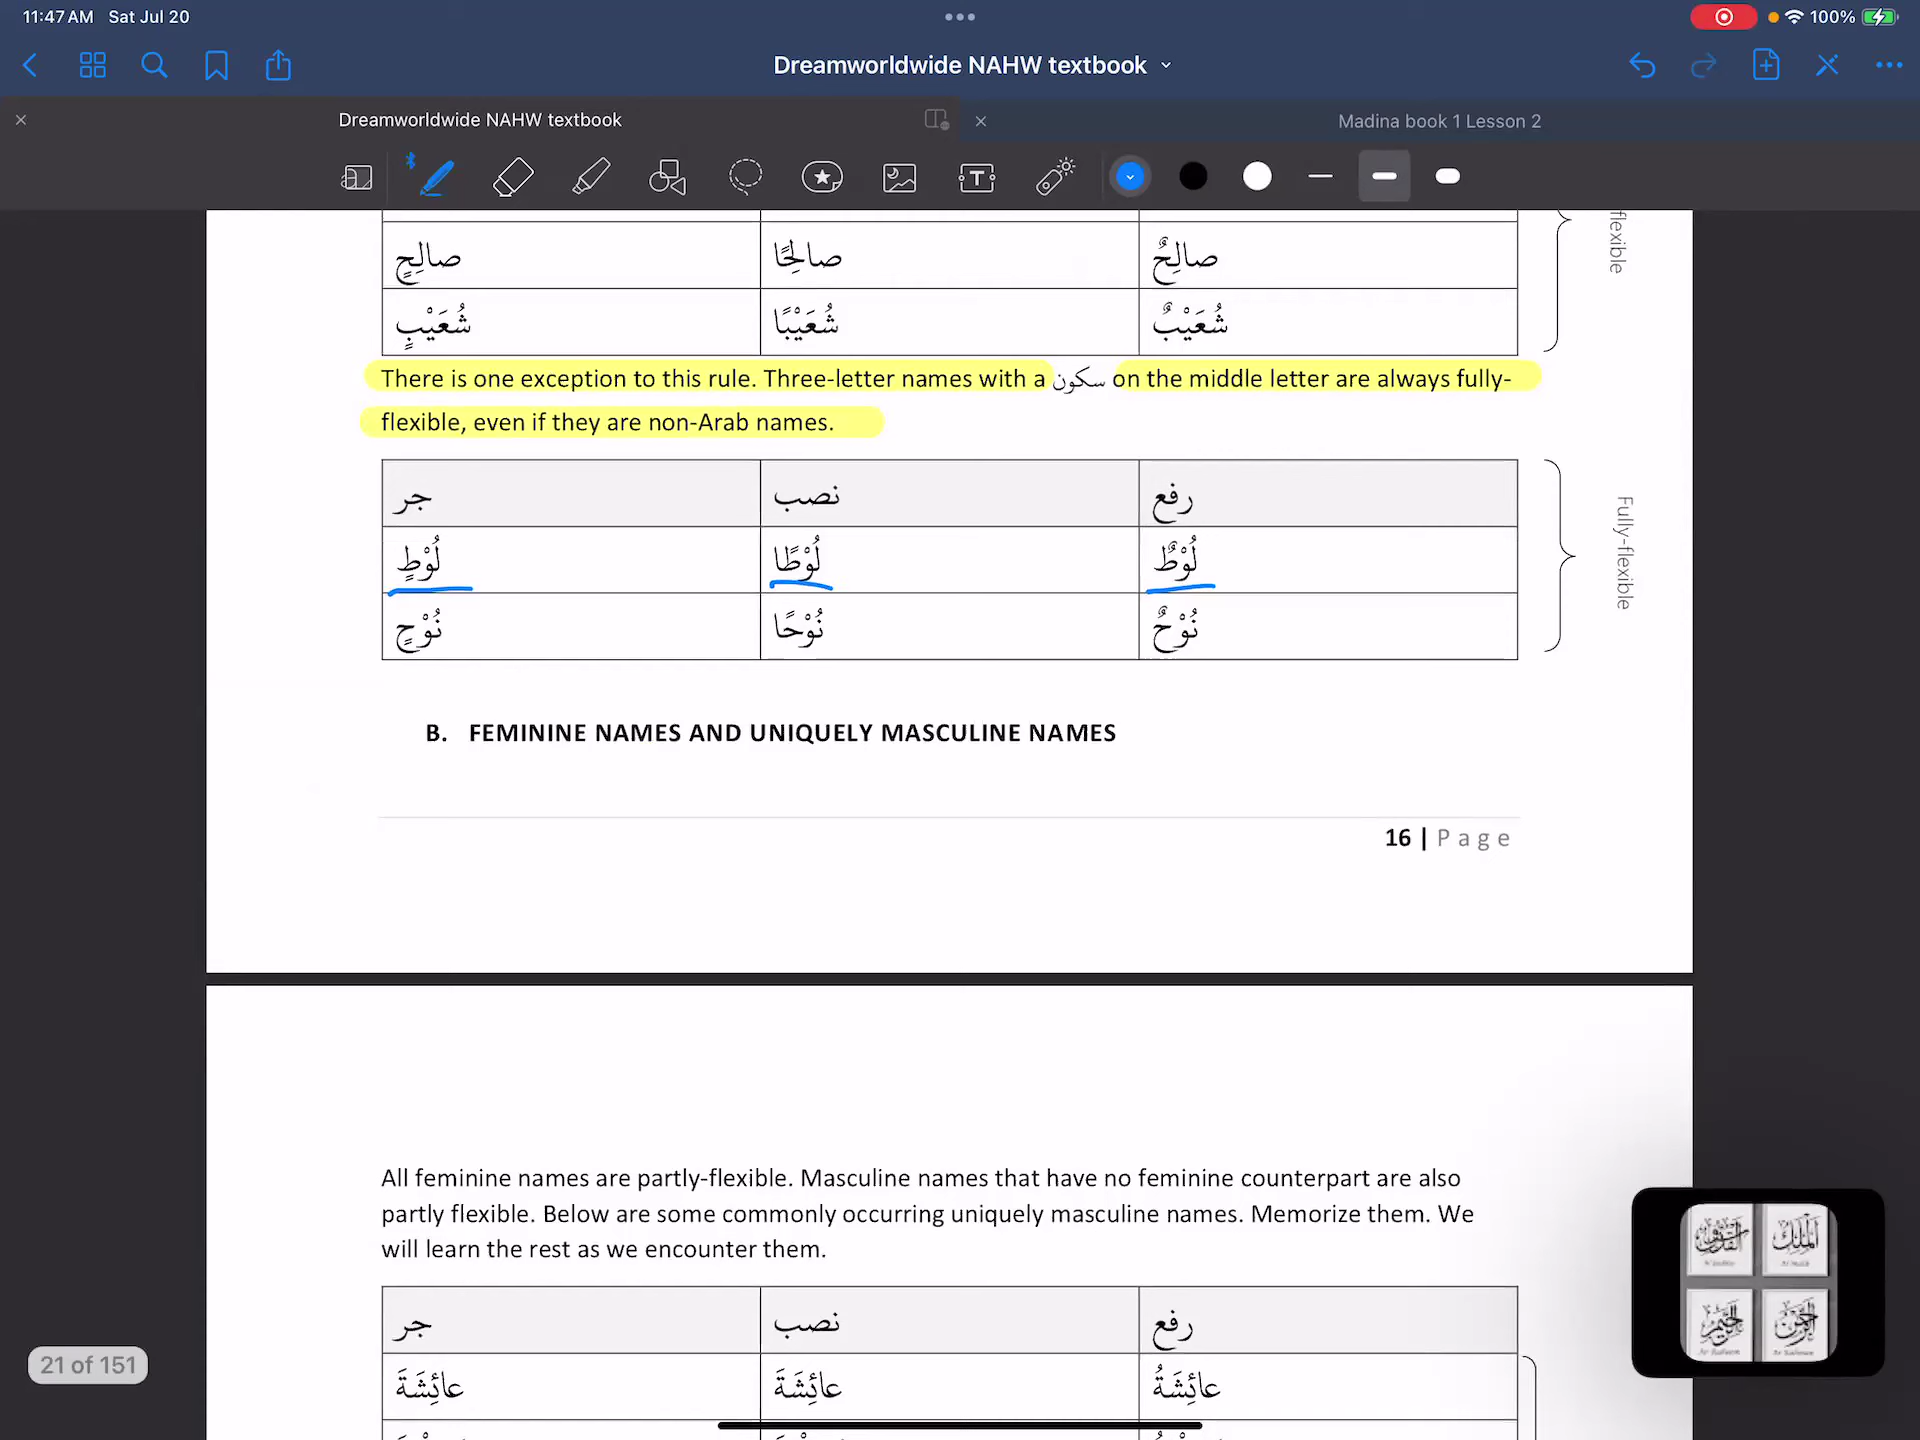 11:47 AM Sat Jul 20
100%
Dreamworldwide NAHW textbook
Dreamworldwide NAHW textbook
Madina book 1 Lesson 2
صالِحٌ صالِحًا صالِحٍ
flexible
شُعَيْبٌ شُعَيْبًا شُعَيْبٍ
There is one exception to this rule. Three-letter names with a سكون on the middle letter are always fully-
flexible, even if they are non-Arab names.
رفع نصب جر
لُوْطٌ لُوْطًا لُوْطٍ
نُوْحٌ نُوْحًا نُوْحٍ
Fully-flexible
B. FEMININE NAMES AND UNIQUELY MASCULINE NAMES
16 | Page
All feminine names are partly-flexible. Masculine names that have no feminine counterpart are also
partly flexible. Below are some commonly occurring uniquely masculine names. Memorize them. We
will learn the rest as we encounter them.
رفع نصب جر
عائِشَةُ عائِشَةَ عائِشَةَ
21 of 151